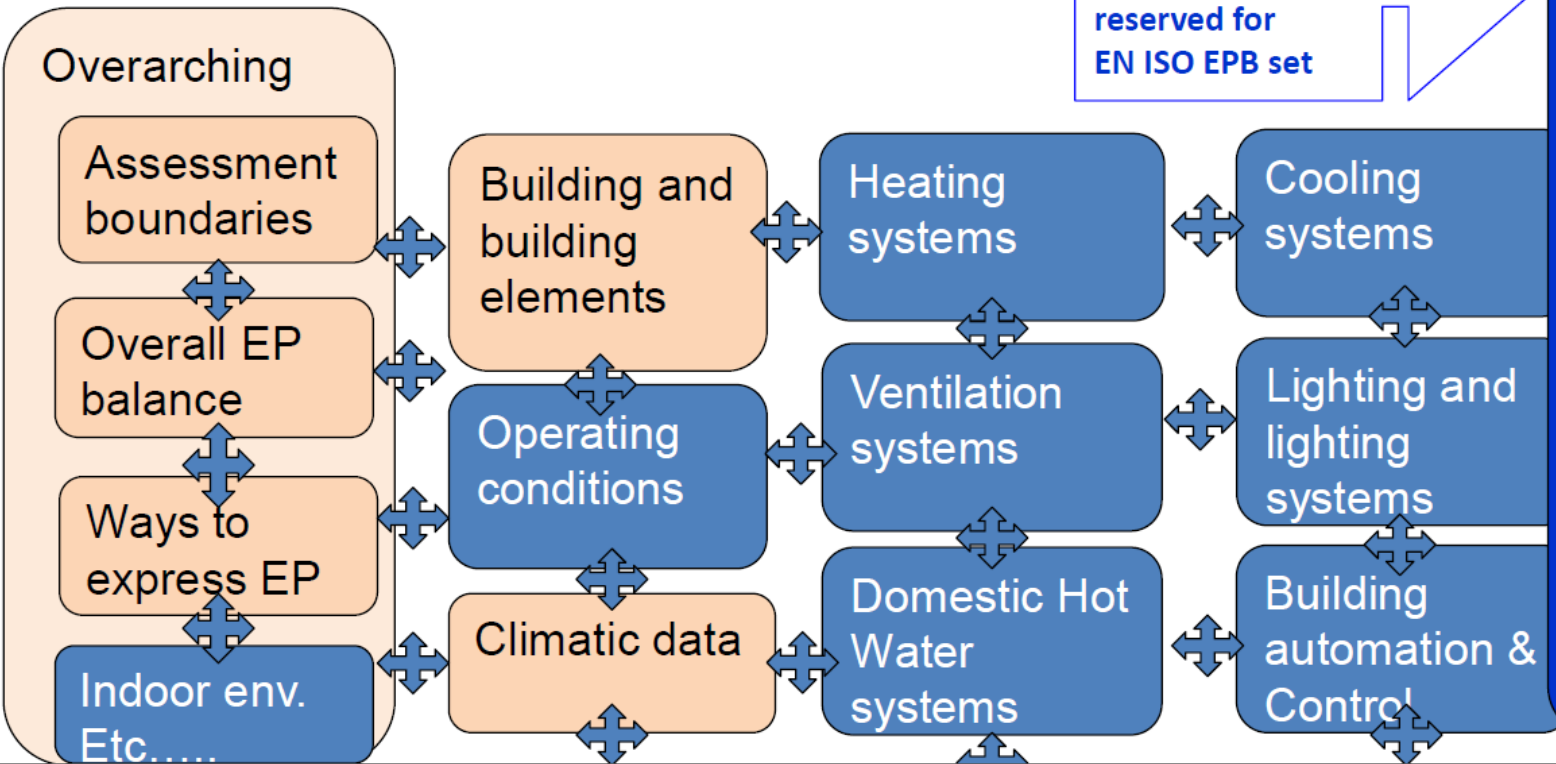 reserved for
EN ISO EPB set
Overarching
Assessment
boundaries
Overall EP
balance
Ways to
express EP
Indoor env.
Etc.....
Building and
building
elements
Operating
conditions
Climatic data
Heating
systems
Ventilation
systems
Domestic Hot
Water
systems
Cooling
systems
Lighting and
lighting
systems
Building
automation &
Control